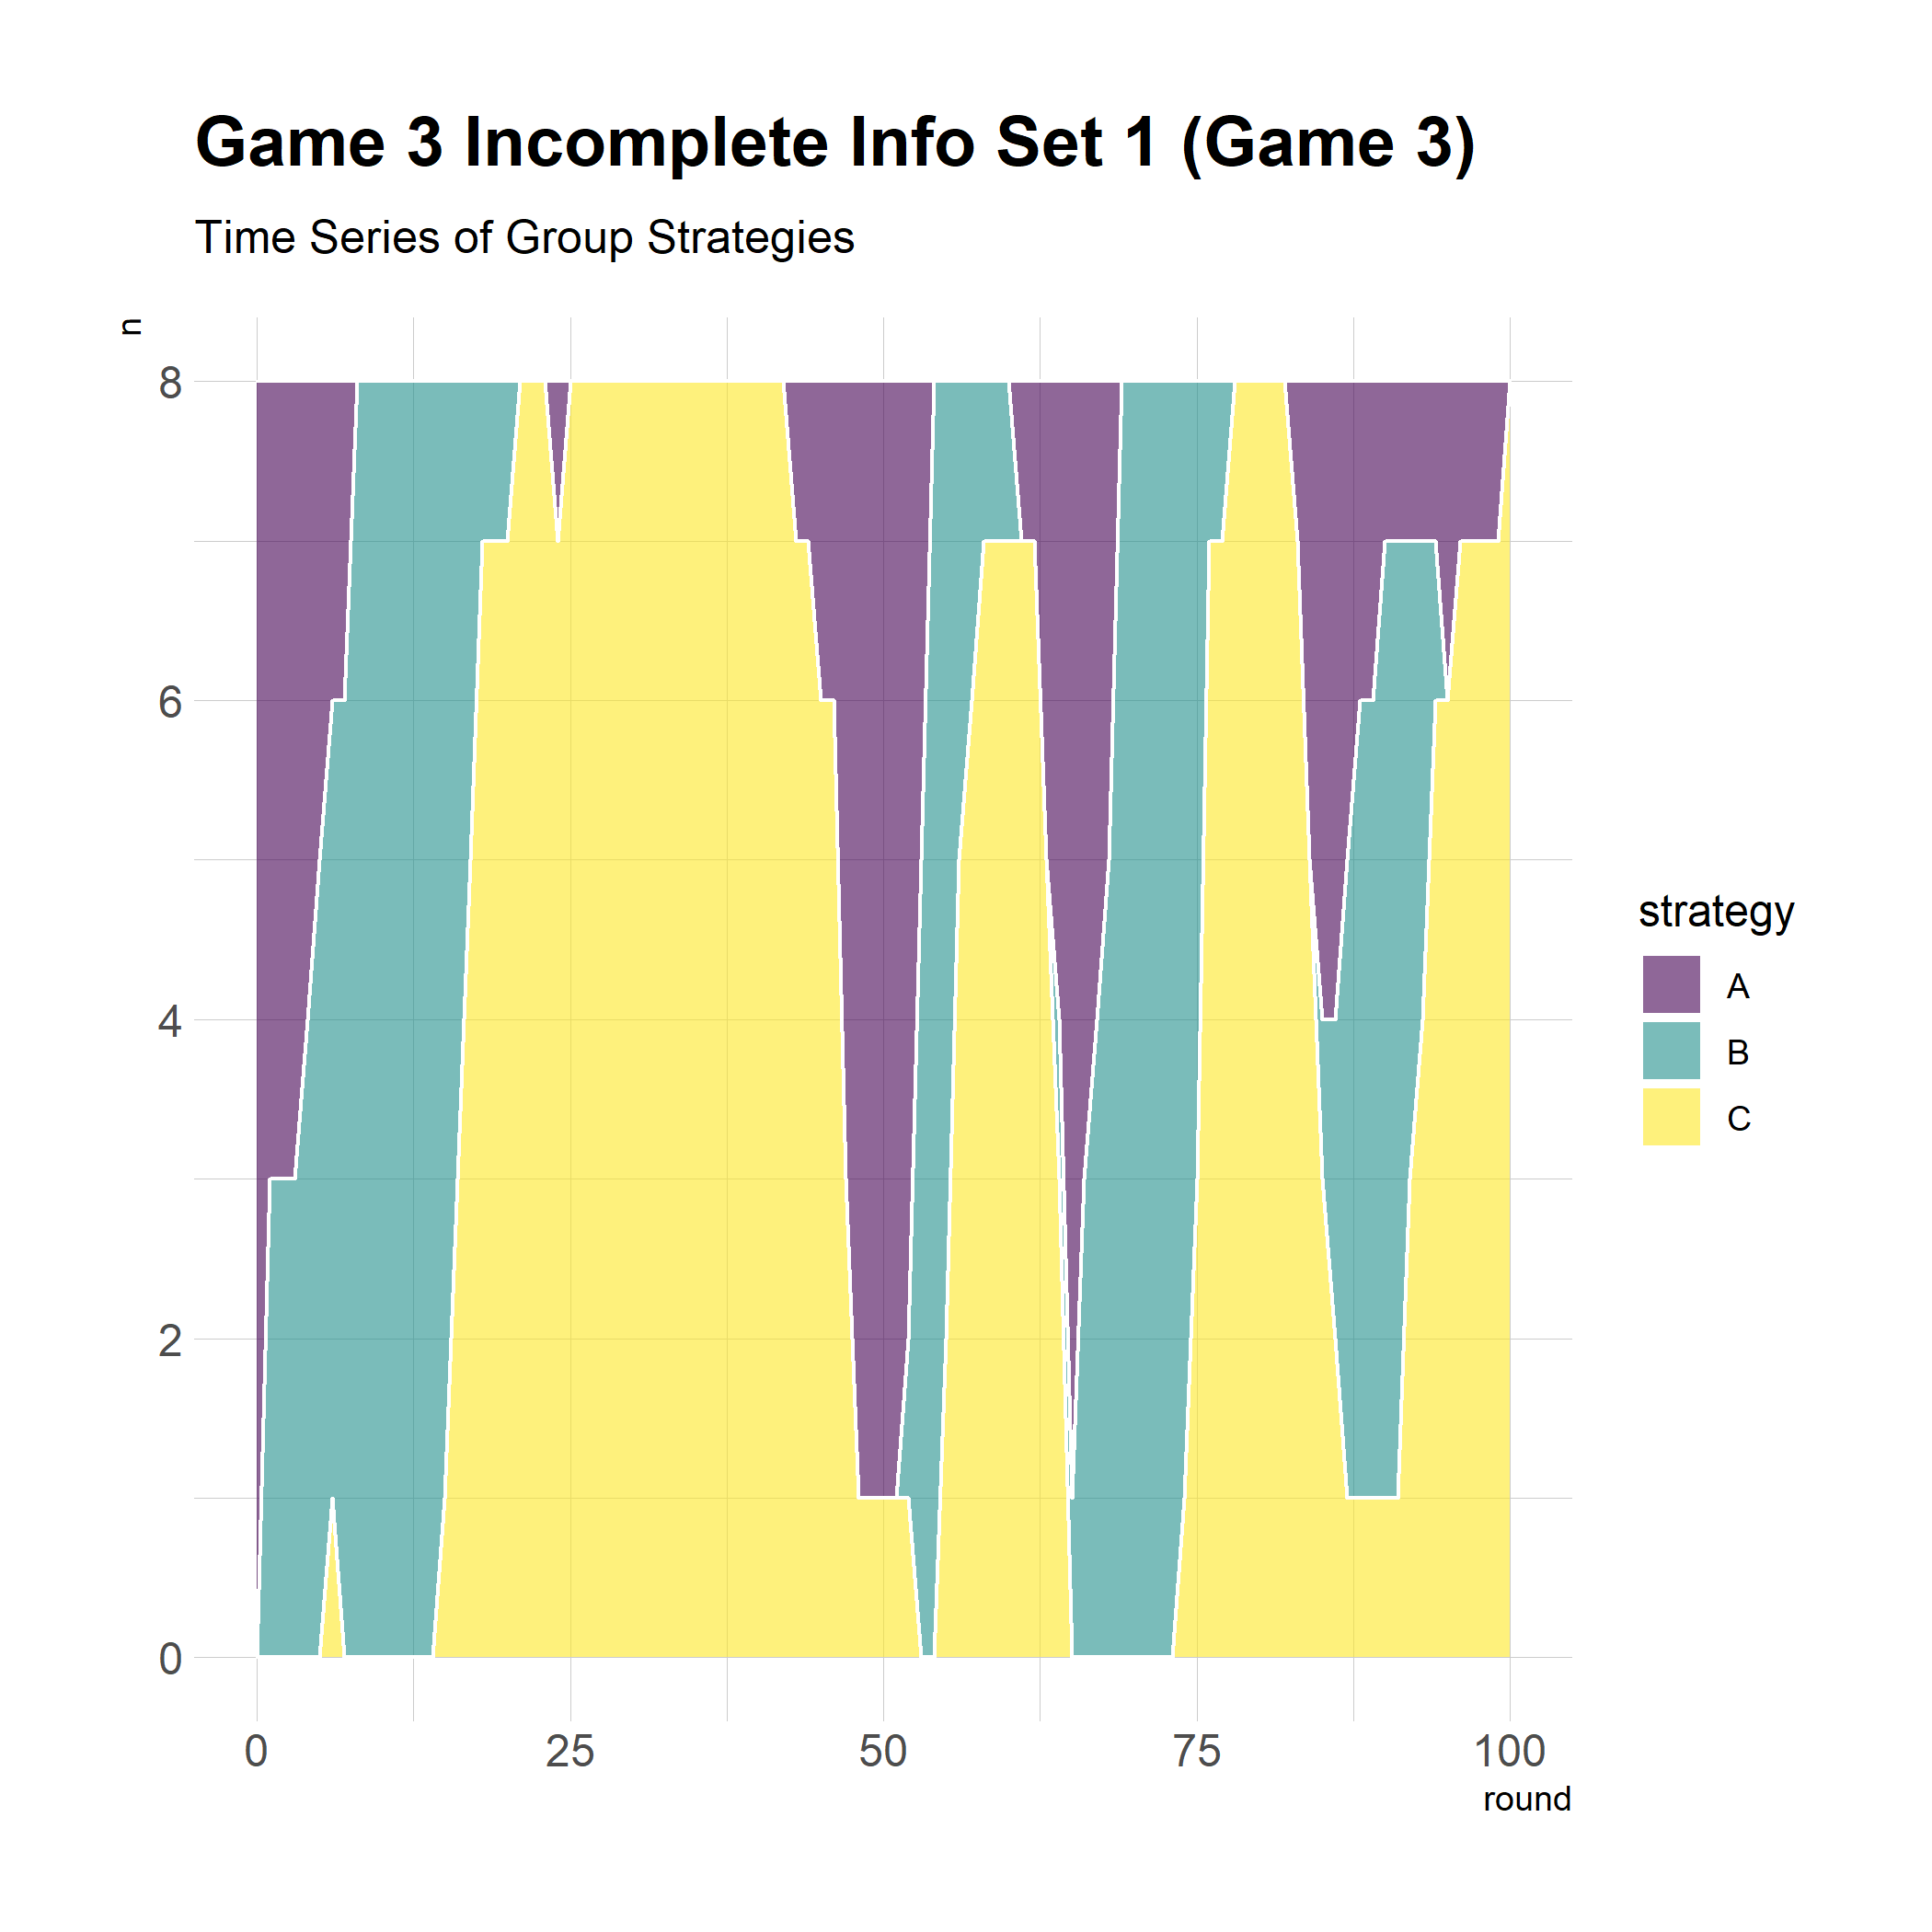 Game 3 Incomplete Info Set 1 (Game 3)
Time Series of Group Strategies
n
8
6
4
2
0
0 25 50 75 100
round
strategy
A
B
C